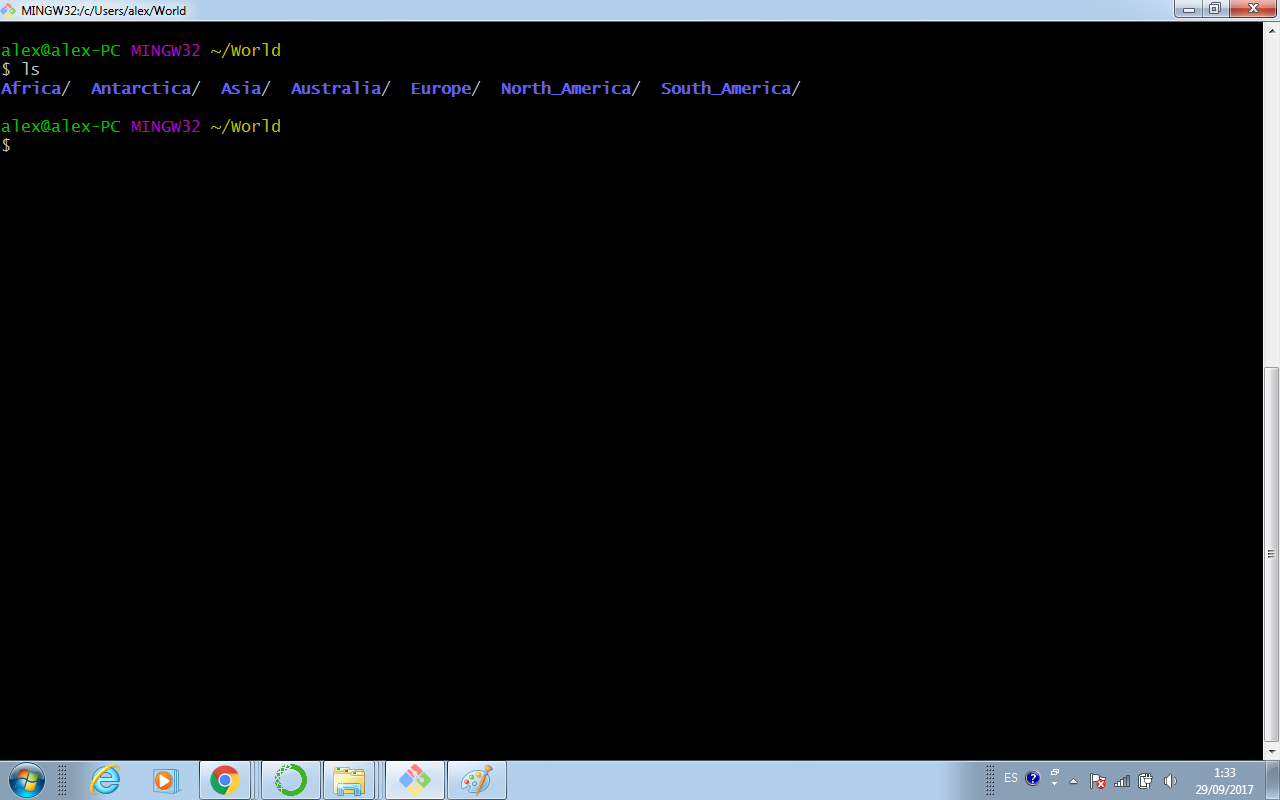 MINGW32:/c/Users/alex/World
alex@alex-PC MINGW32 ~/World
$ ls
Africa/  Antarctica/  Asia/  Australia/  Europe/  North_America/  South_America/
alex@alex-PC MINGW32 ~/World
$
ES
1:33
29/09/2017